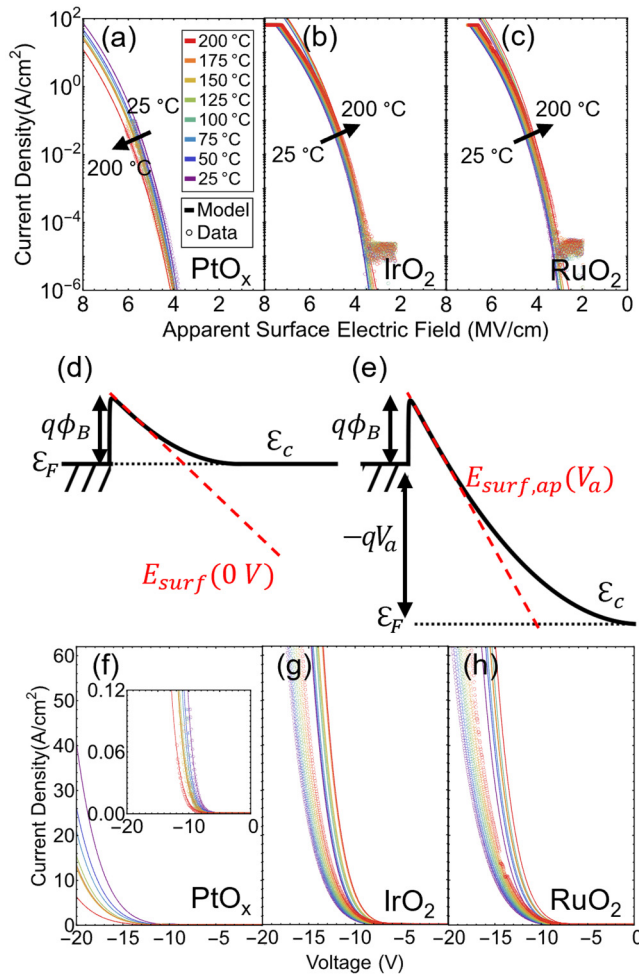 (a)
(b)
(c)
200 °C
175 °C
150 °C
125 °C
100 °C
75 °C
50 °C
25 °C
Model
Data
25 °C
200 °C
200 °C
25 °C
200 °C
25 °C
PtOx
IrO2
RuO2
10²
10⁰
10⁻²
10⁻⁴
10⁻⁶
Current Density(A/cm²)
8 6 4 2 8 6 4 2 8 6 4 2 0
Apparent Surface Electric Field (MV/cm)
(d)
(e)
qϕB
qϕB
ℰc
ℰF
Esurf,ap(Va)
−qVa
Esurf(0 V)
ℰc
ℰF
(f)
(g)
(h)
60
50
40
30
20
10
0
Current Density(A/cm²)
0.12
0.06
0.00
−20 −10 0
PtOx
IrO2
RuO2
−20 −15 −10 −5 −20 −15 −10 −5 −20 −15 −10 −5 0
Voltage (V)